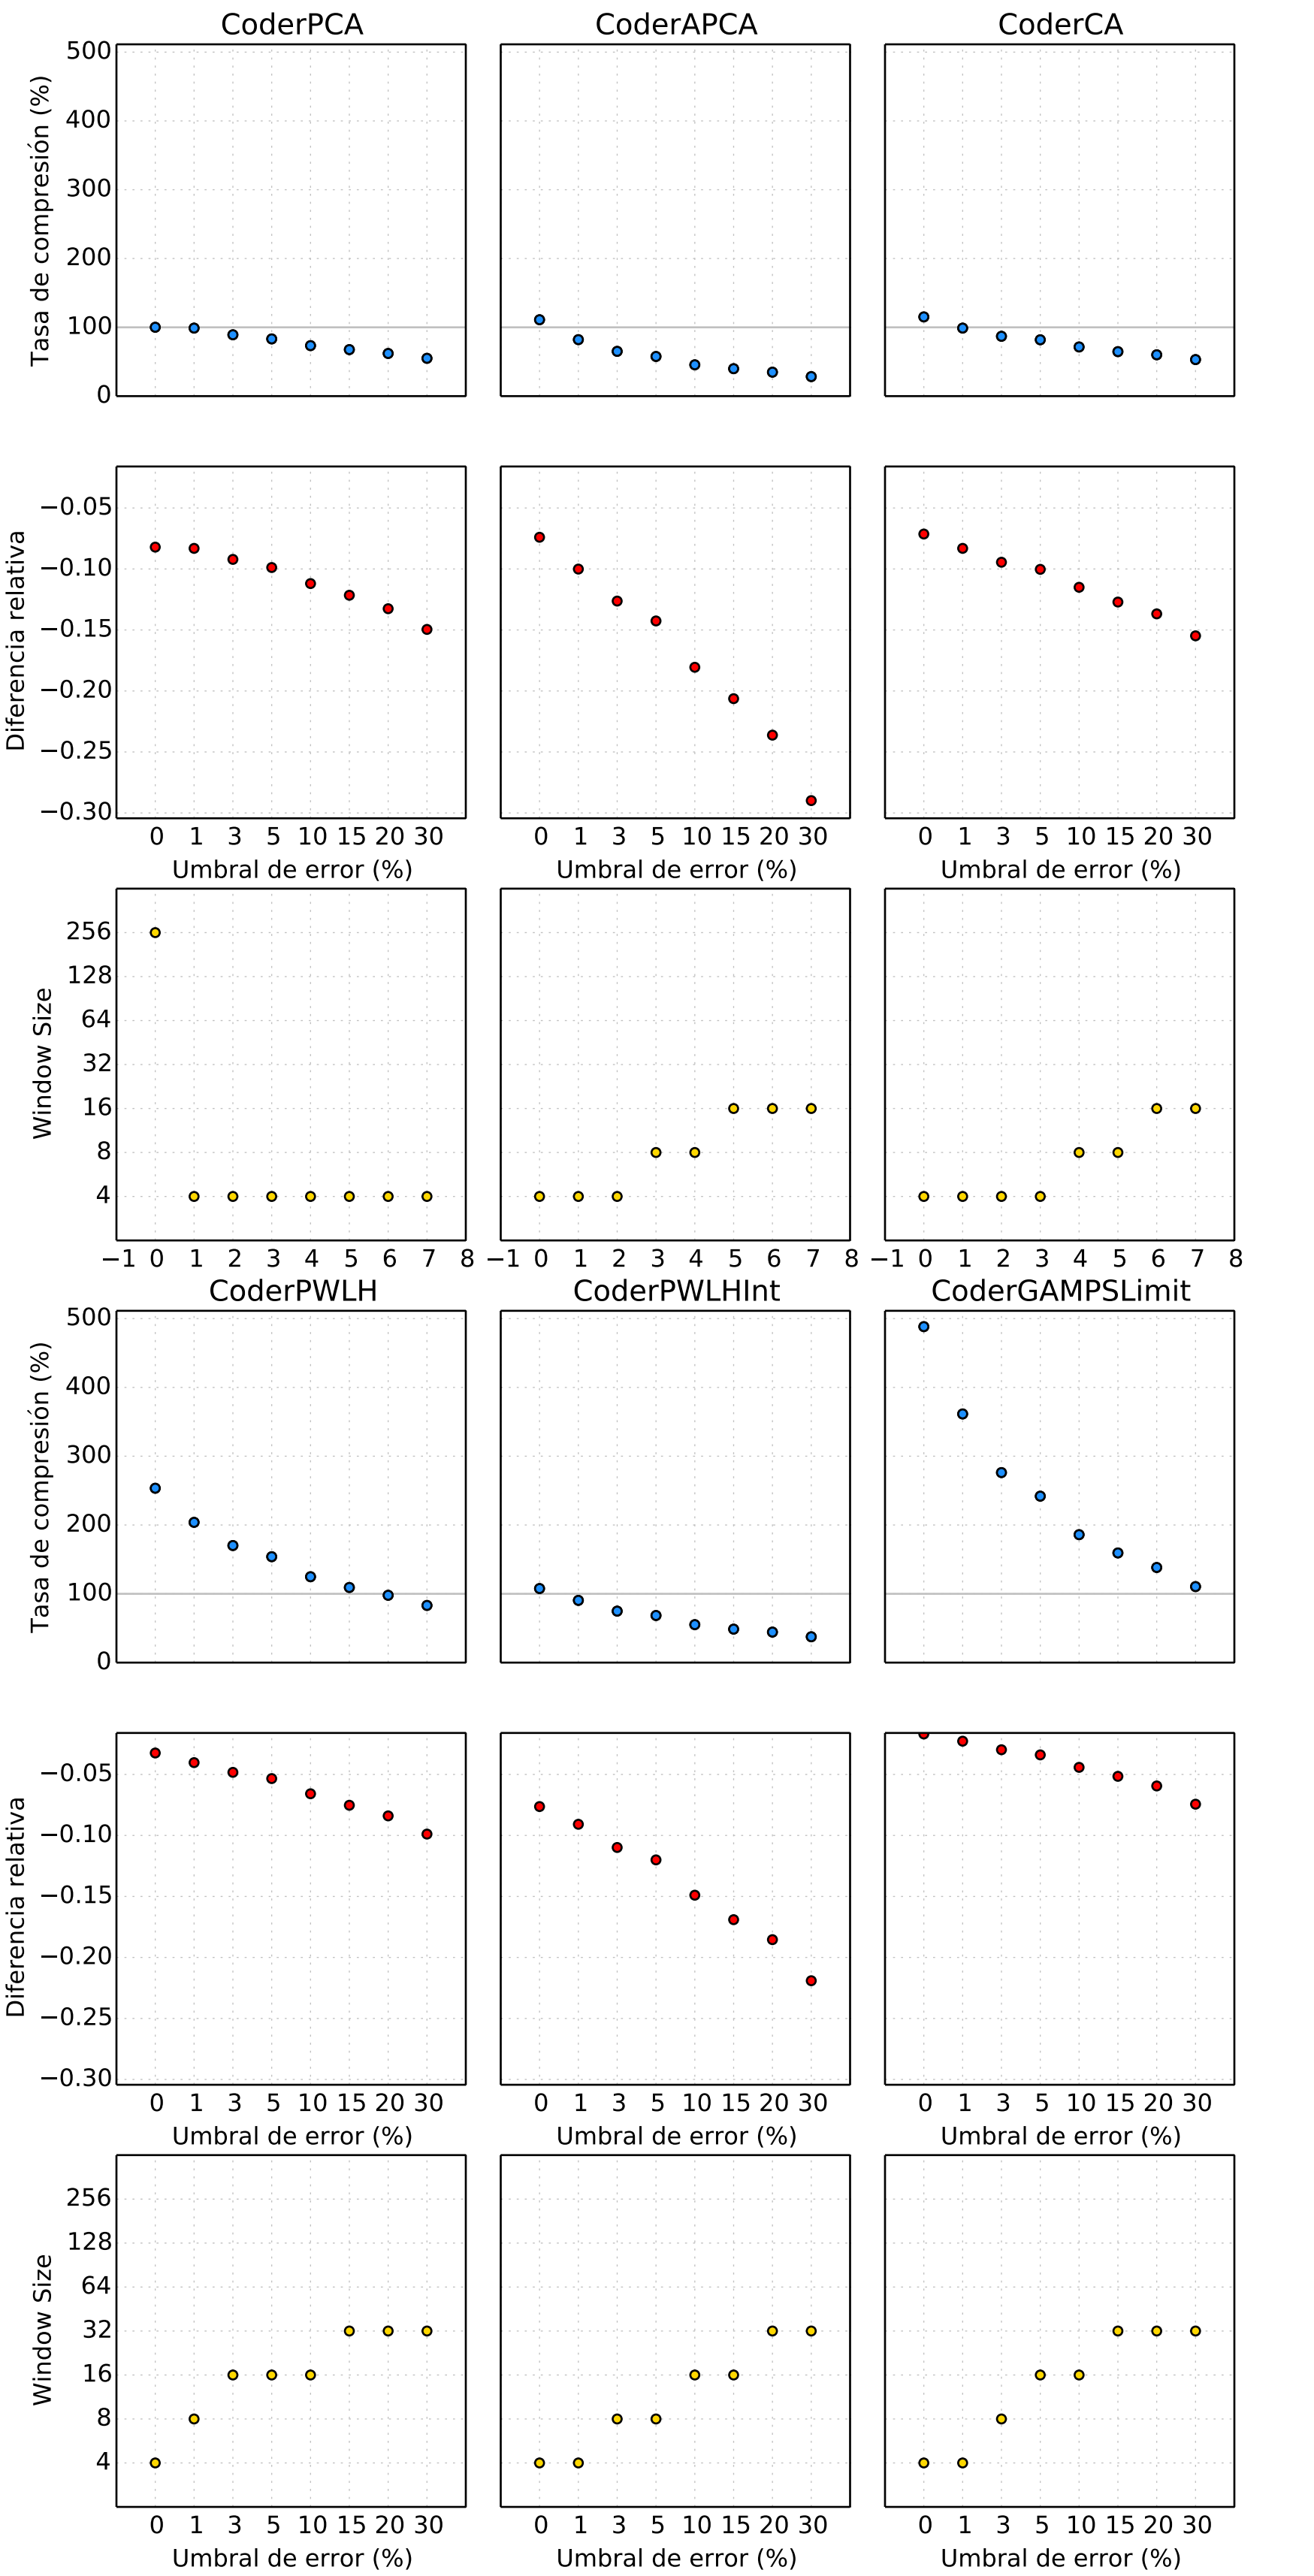 CoderPCA CoderAPCA CoderCA
Tasa de compresión (%)
500
400
300
200
100
0
Diferencia relativa
−0.05
−0.10
−0.15
−0.20
−0.25
−0.30
0 1 3 5 10 15 20 30 0 1 3 5 10 15 20 30 0 1 3 5 10 15 20 30
Umbral de error (%) Umbral de error (%) Umbral de error (%)
Window Size
256
128
64
32
16
8
4
−1 0 1 2 3 4 5 6 7 8 −1 0 1 2 3 4 5 6 7 8 −1 0 1 2 3 4 5 6 7 8
CoderPWLH CoderPWLHInt CoderGAMPSLimit
Tasa de compresión (%)
500
400
300
200
100
0
Diferencia relativa
−0.05
−0.10
−0.15
−0.20
−0.25
−0.30
0 1 3 5 10 15 20 30 0 1 3 5 10 15 20 30 0 1 3 5 10 15 20 30
Umbral de error (%) Umbral de error (%) Umbral de error (%)
Window Size
256
128
64
32
16
8
4
0 1 3 5 10 15 20 30 0 1 3 5 10 15 20 30 0 1 3 5 10 15 20 30
Umbral de error (%) Umbral de error (%) Umbral de error (%)